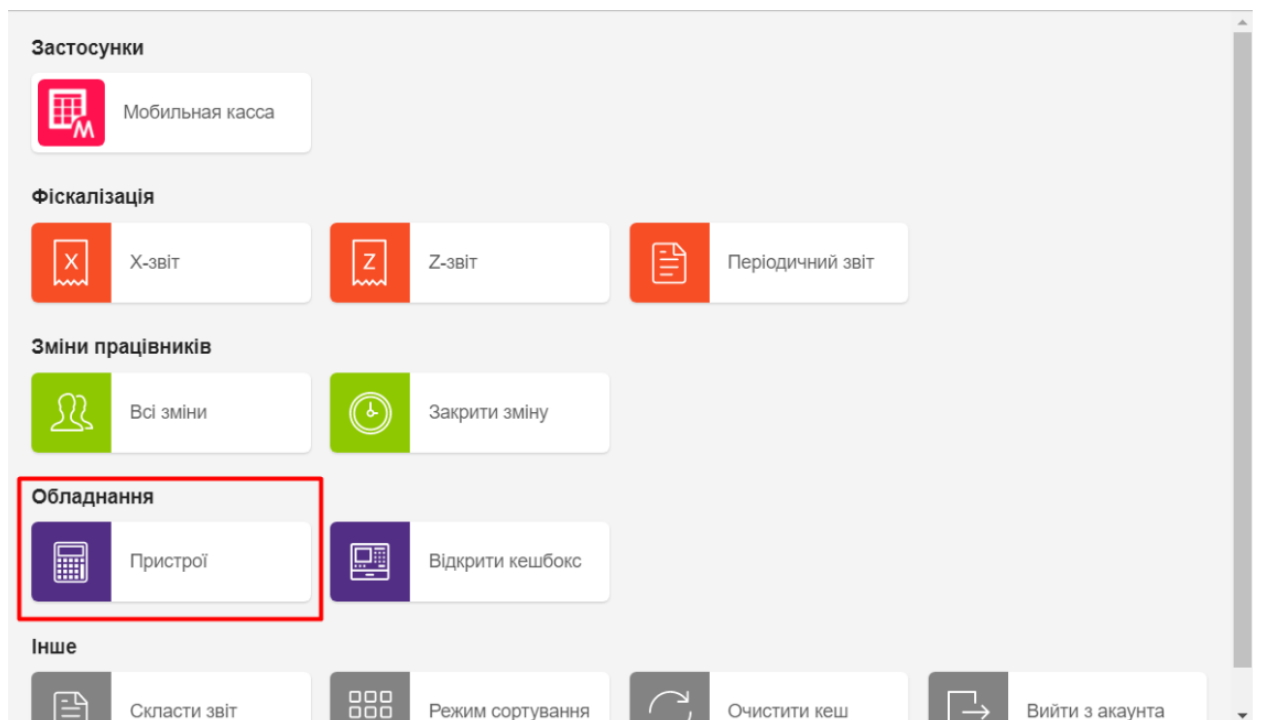 Застосунки
M
Мобильная касса
Фіскалізація
X
X-звіт
Z
Z-звіт
Періодичний звіт
Зміни працівників
Всі зміни
Закрити зміну
Обладнання
Пристрої
Відкрити кешбокс
Інше
Скласти звіт
Режим сортування
Очистити кеш
Вийти з акаунта